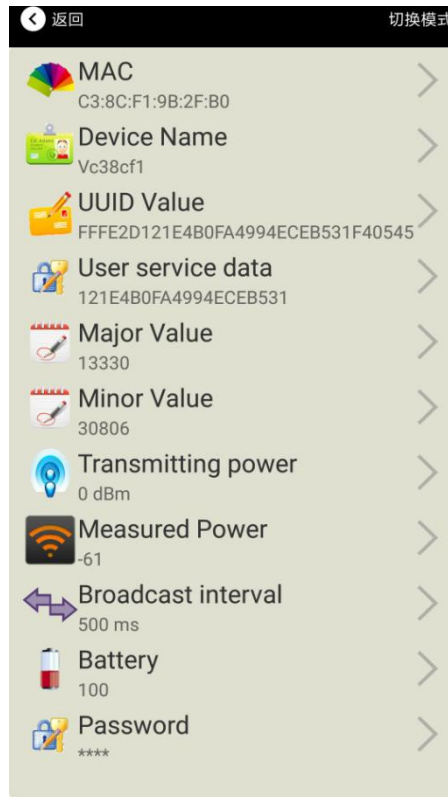 返回
切换模式
MAC
C3:8C:F1:9B:2F:B0
Device Name
Vc38cf1
UUID Value
FFFE2D121E4B0FA4994ECEB531F40545
User service data
121E4B0FA4994ECEB531
Major Value
13330
Minor Value
30806
Transmitting power
0 dBm
Measured Power
-61
Broadcast interval
500 ms
Battery
100
Password
****